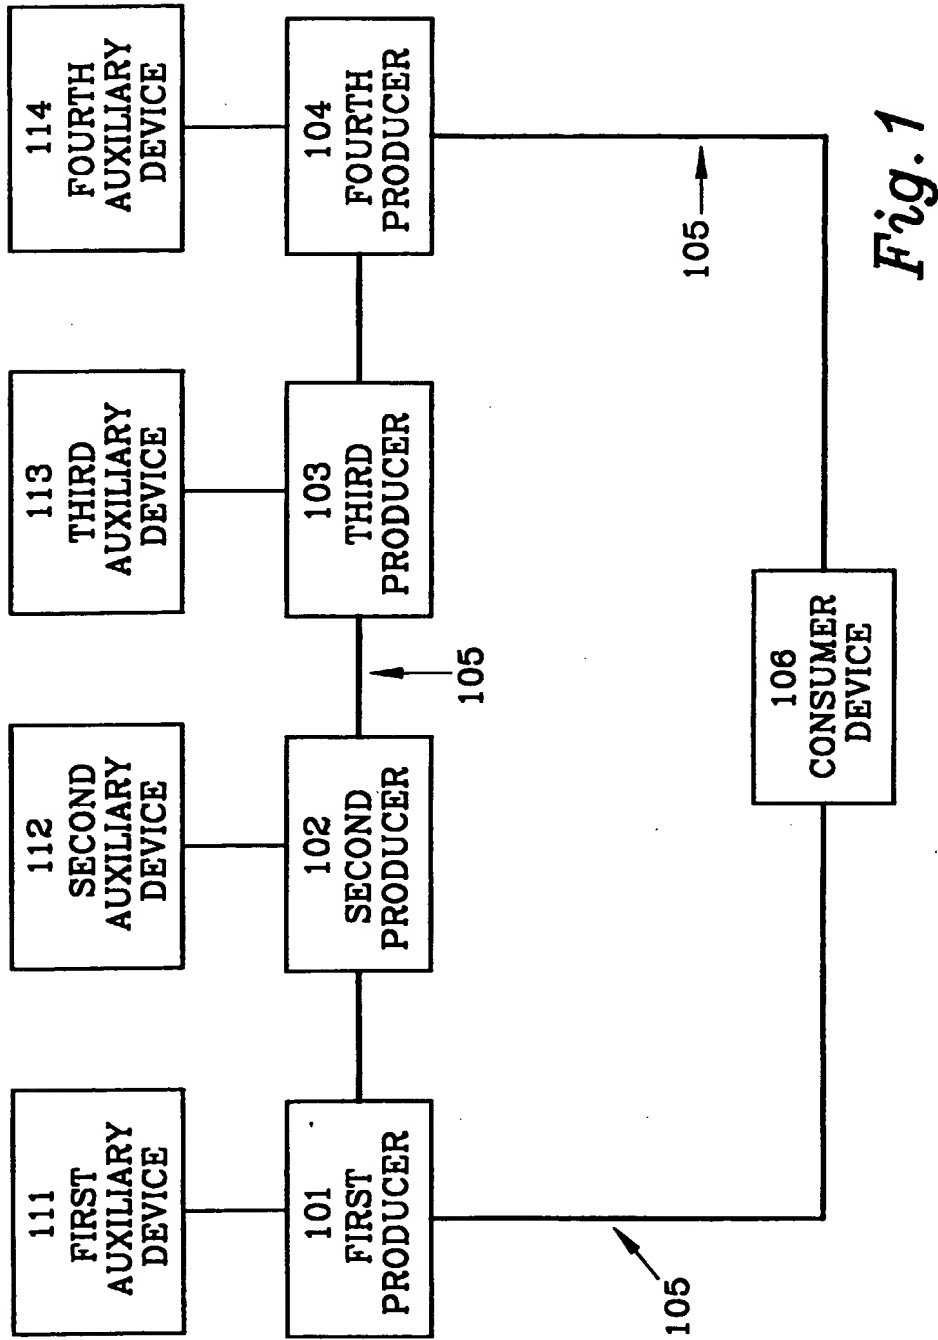 111
FIRST
AUXILIARY
DEVICE
112
SECOND
AUXILIARY
DEVICE
113
THIRD
AUXILIARY
DEVICE
114
FOURTH
AUXILIARY
DEVICE
101
FIRST
PRODUCER
102
SECOND
PRODUCER
103
THIRD
PRODUCER
104
FOURTH
PRODUCER
105
105
105
106
CONSUMER
DEVICE
Fig. 1